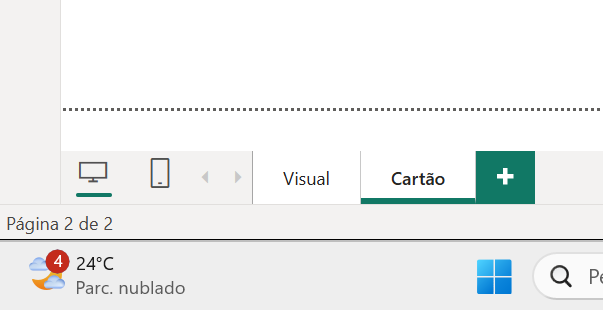 Visual
Cartão
Página 2 de 2
4
24°C
Parc. nublado